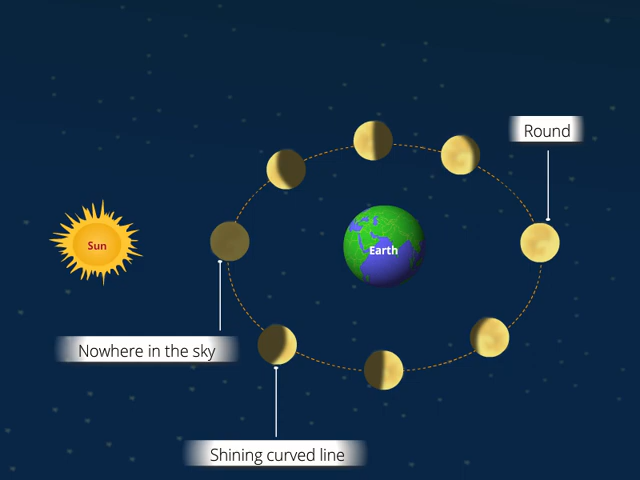 Round
Sun
Earth
Nowhere in the sky
Shining curved line